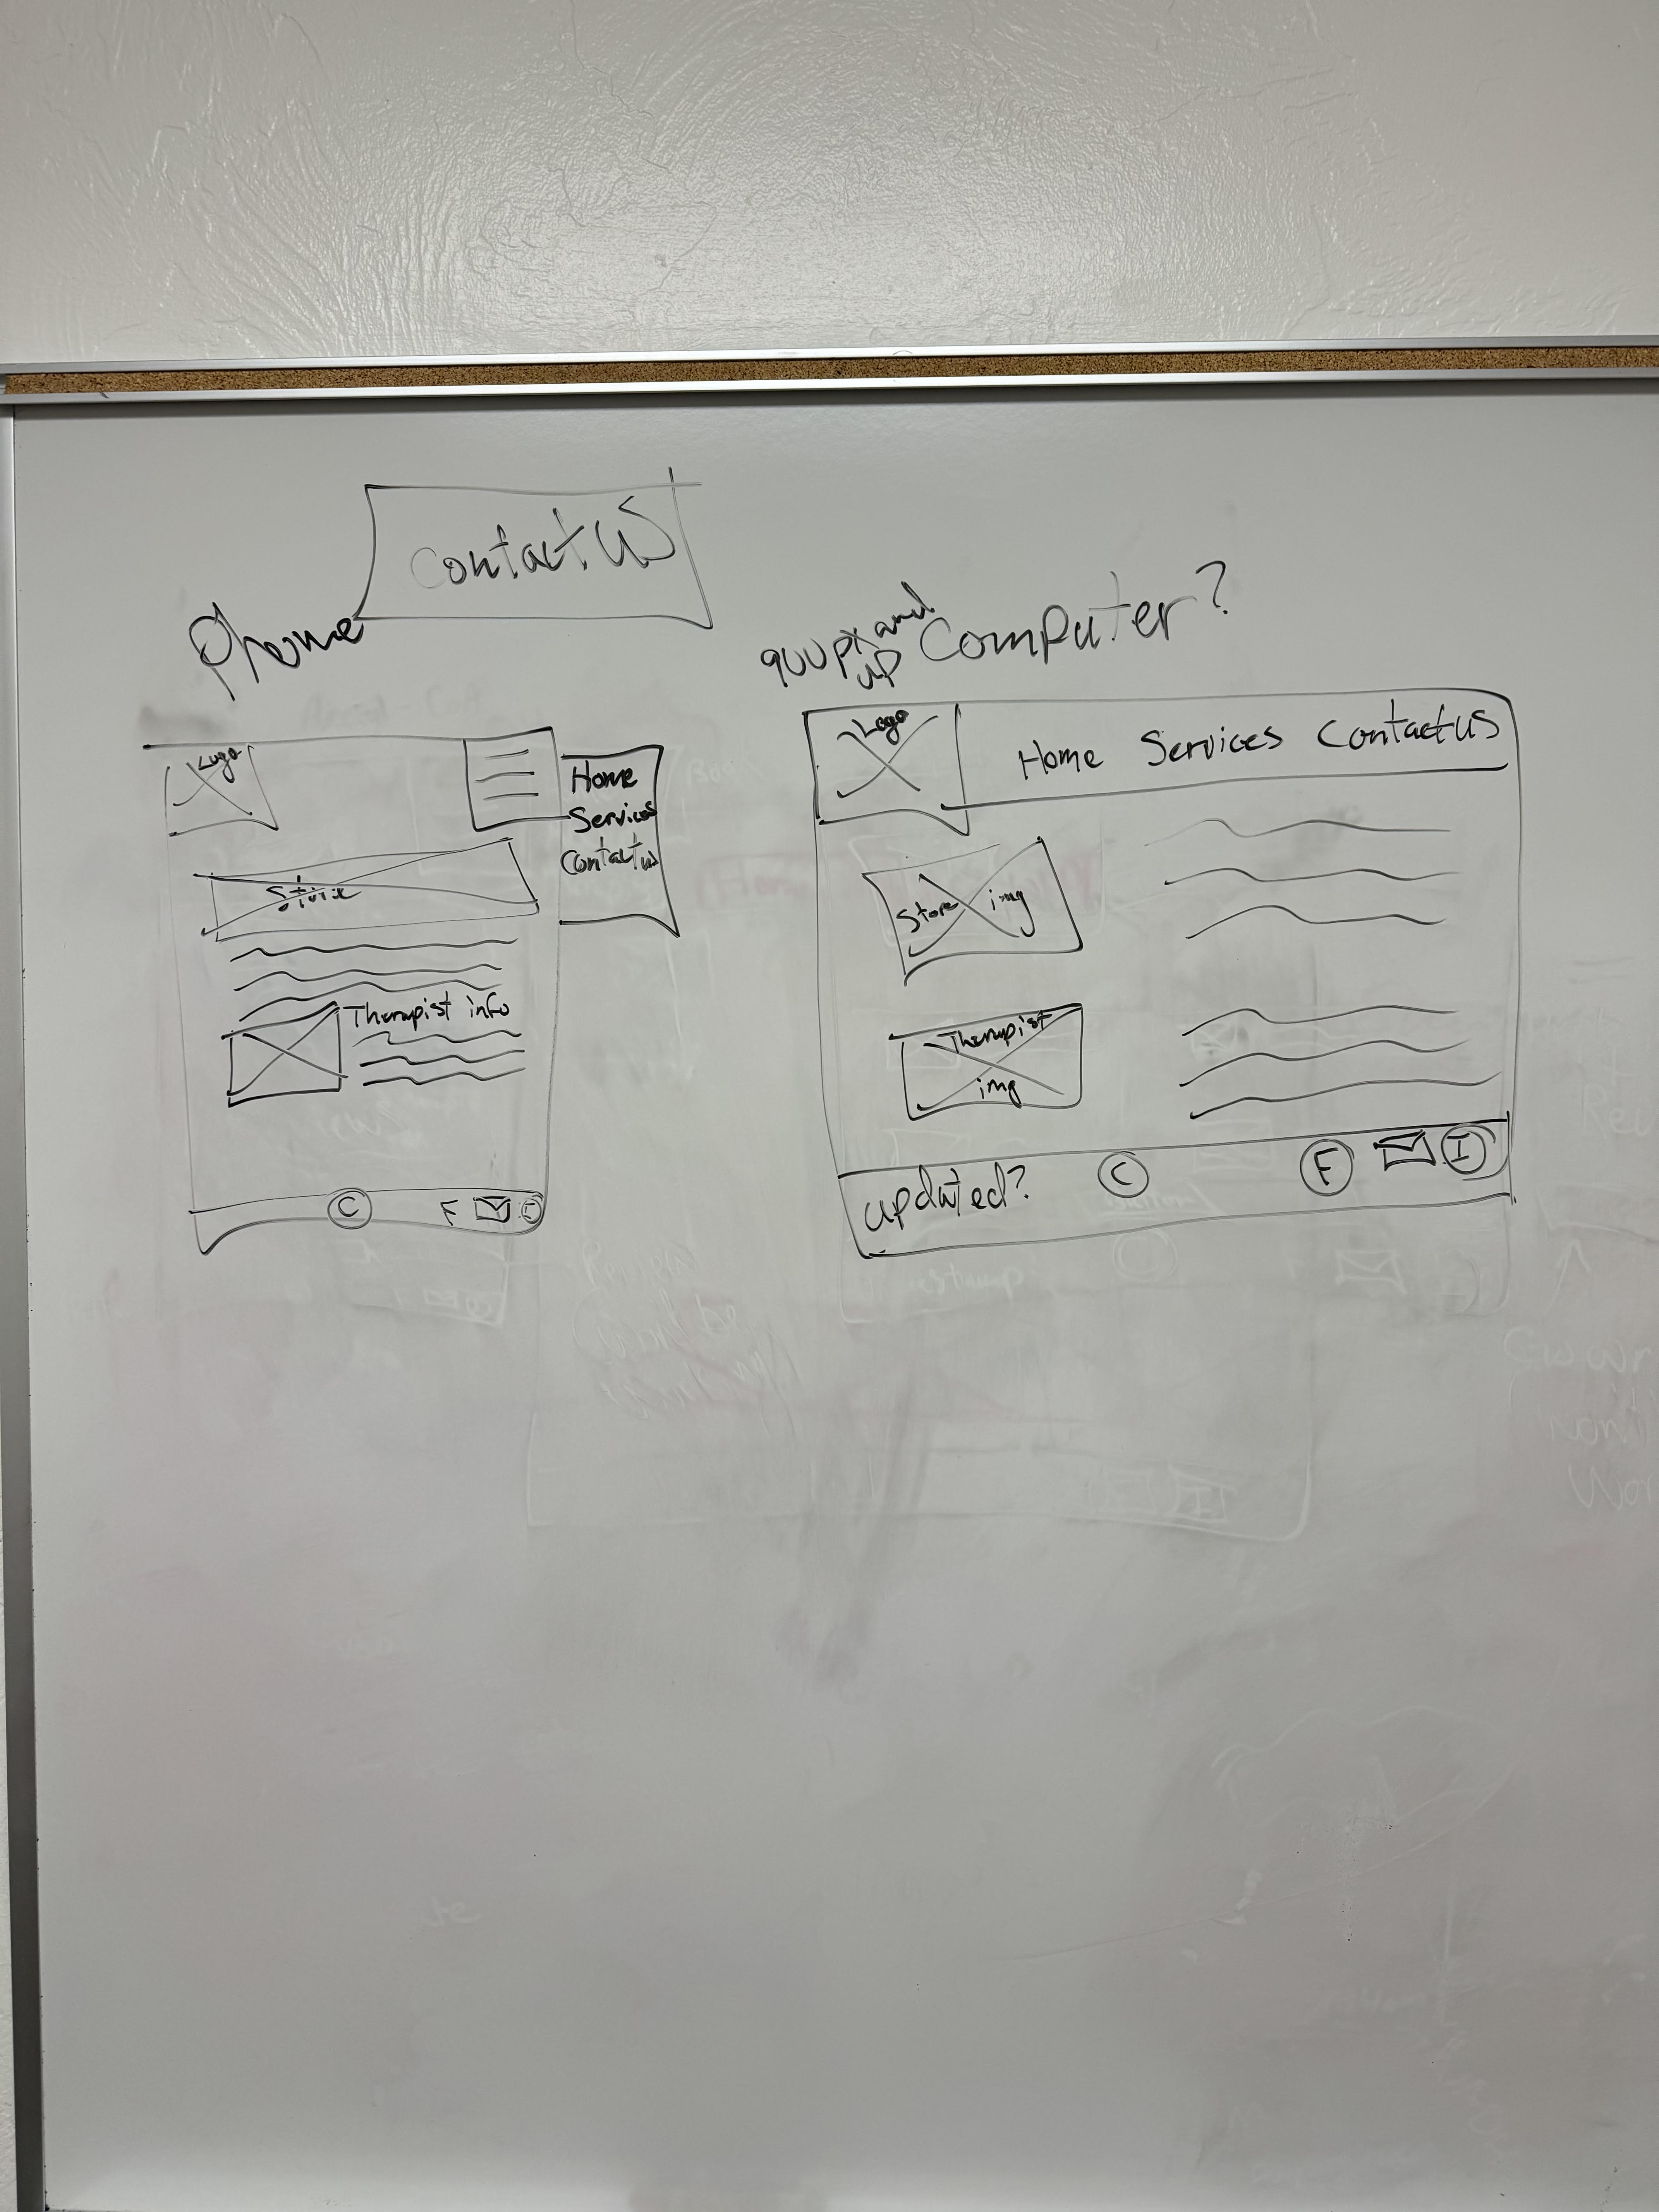 Contact US
Phone
900px and up
Computer?
Logo
Home
Services
Contact us
Store
Therapist info
C
F
I
Logo
Home Services Contact us
Store img
Therapist
img
updated?
C
F
I